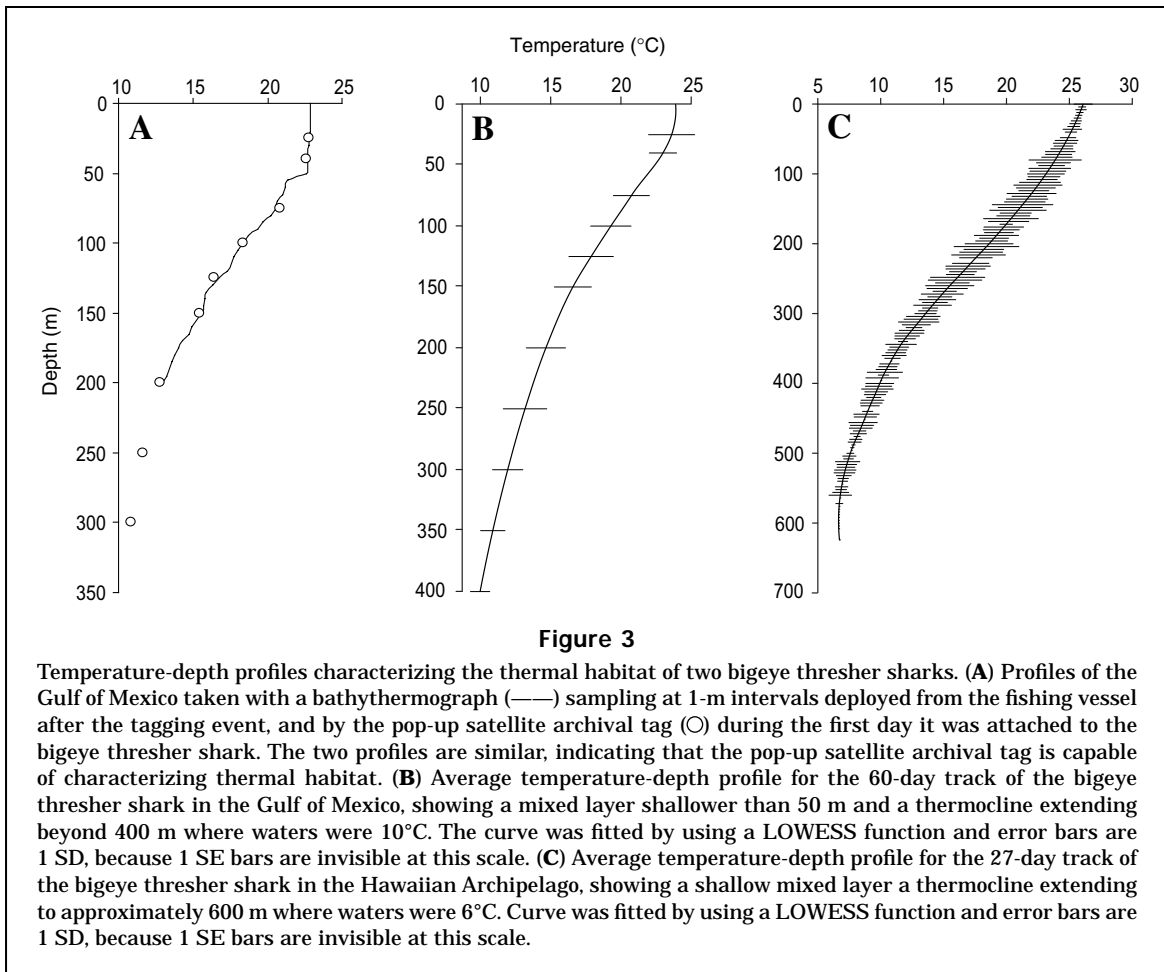 Temperature (°C)
10 15 20 25
10 15 20 25
5 10 15 20 25 30
A
B
C
Depth (m)
0
50
100
150
200
250
300
350
0
50
100
150
200
250
300
350
400
0
100
200
300
400
500
600
700
Figure 3
Temperature-depth profiles characterizing the thermal habitat of two bigeye thresher sharks. (A) Profiles of the
Gulf of Mexico taken with a bathythermograph (——) sampling at 1-m intervals deployed from the fishing vessel
after the tagging event, and by the pop-up satellite archival tag (○) during the first day it was attached to the
bigeye thresher shark. The two profiles are similar, indicating that the pop-up satellite archival tag is capable
of characterizing thermal habitat. (B) Average temperature-depth profile for the 60-day track of the bigeye
thresher shark in the Gulf of Mexico, showing a mixed layer shallower than 50 m and a thermocline extending
beyond 400 m where waters were 10°C. The curve was fitted by using a LOWESS function and error bars are
1 SD, because 1 SE bars are invisible at this scale. (C) Average temperature-depth profile for the 27-day track of
the bigeye thresher shark in the Hawaiian Archipelago, showing a shallow mixed layer a thermocline extending
to approximately 600 m where waters were 6°C. Curve was fitted by using a LOWESS function and error bars are
1 SD, because 1 SE bars are invisible at this scale.